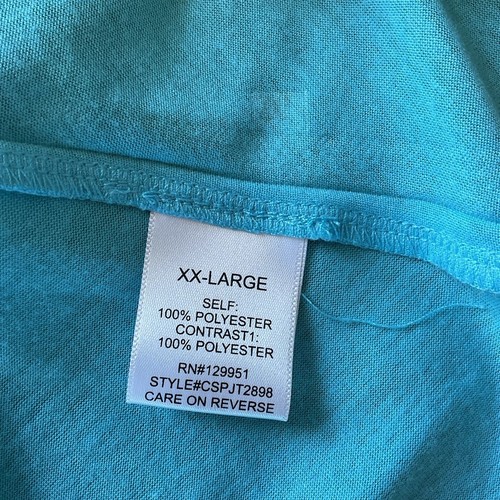 XX-LARGE
SELF:
100% POLYESTER
CONTRAST1:
100% POLYESTER
RN#129951
STYLE#CSPJT2898
CARE ON REVERSE